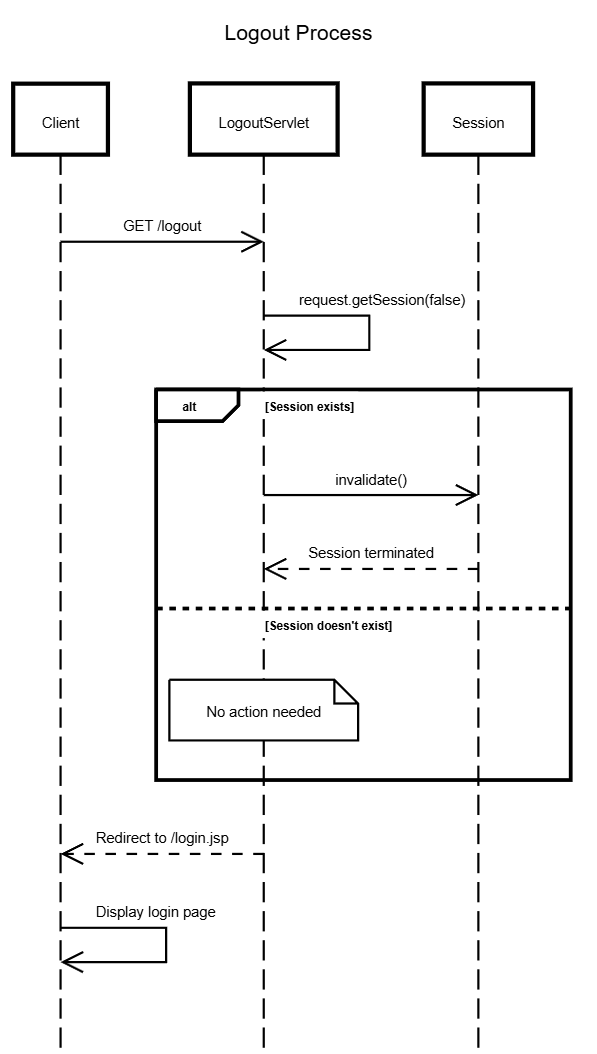 Logout Process
Client
LogoutServlet
Session
GET /logout
request.getSession(false)
alt
[Session exists]
invalidate()
Session terminated
[Session doesn't exist]
No action needed
Redirect to /login.jsp
Display login page